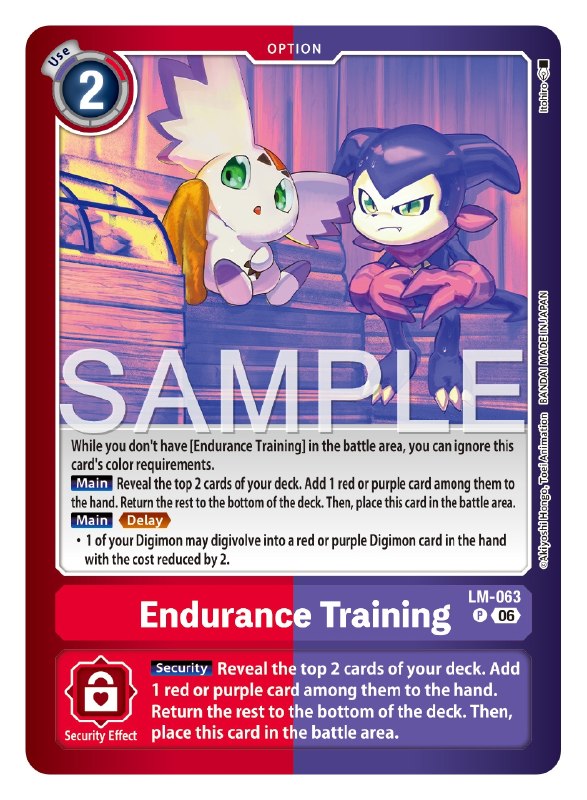 OPTION
Use
2
Itohiro
SAMPLE
While you don't have [Endurance Training] in the battle area, you can ignore this
card's color requirements.
Main Reveal the top 2 cards of your deck. Add 1 red or purple card among them to
the hand. Return the rest to the bottom of the deck. Then, place this card in the battle area.
Main Delay
・1 of your Digimon may digivolve into a red or purple Digimon card in the hand
with the cost reduced by 2.
©Akiyoshi Hongo, Toei Animation BANDAI MADE IN JAPAN
LM-063
Endurance Training
P 06
Security Reveal the top 2 cards of your deck. Add
1 red or purple card among them to the hand.
Return the rest to the bottom of the deck. Then,
place this card in the battle area.
Security Effect